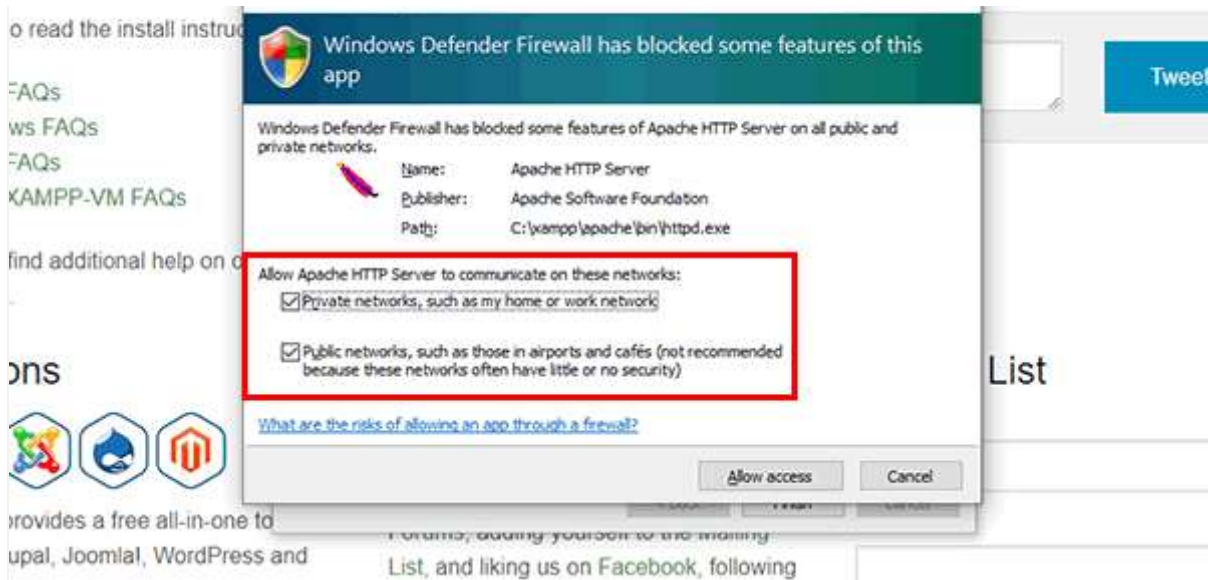 o read the install instruc
FAQs
ws FAQs
FAQs
XAMPP-VM FAQs
find additional help on o
ons
provides a free all-in-one to
upal, Joomla!, WordPress and
Windows Defender Firewall has blocked some features of this
app
Windows Defender Firewall has blocked some features of Apache HTTP Server on all public and
private networks.
Name: Apache HTTP Server
Publisher: Apache Software Foundation
Path: C:\xampp\apache\bin\httpd.exe
Allow Apache HTTP Server to communicate on these networks:
Private networks, such as my home or work network
Public networks, such as those in airports and cafés (not recommended
because these networks often have little or no security)
What are the risks of allowing an app through a firewall?
Allow access Cancel
Forums, adding yourself to the Mailing
List, and liking us on Facebook, following
Tweet
List